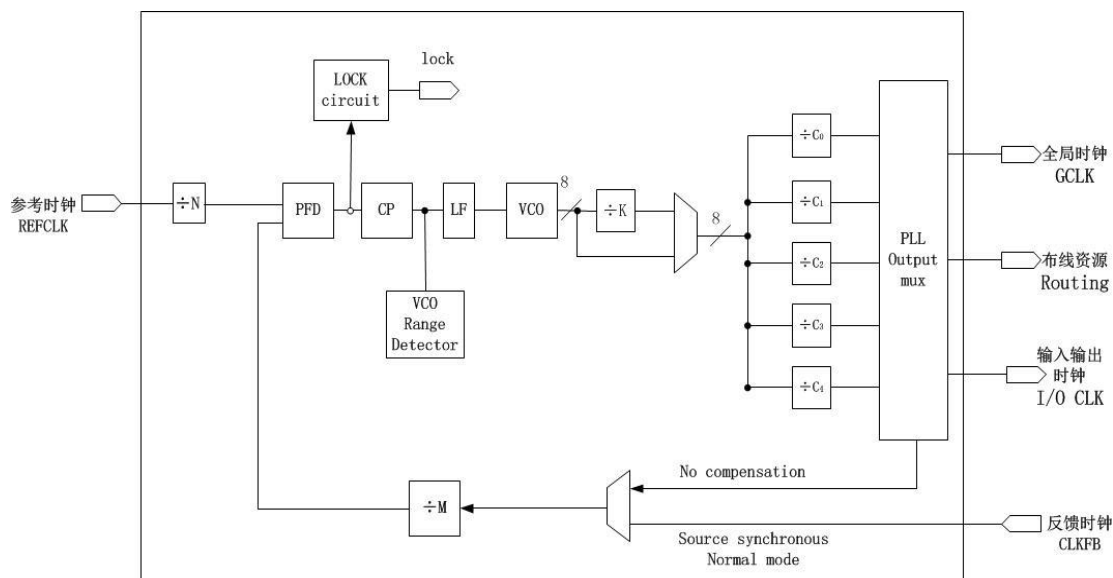 lock
LOCK
circuit
参考时钟
REFCLK
÷N
PFD
CP
LF
VCO
8
÷K
8
VCO
Range
Detector
÷C₀
÷C₁
÷C₂
÷C₃
÷C₄
PLL
Output
mux
全局时钟
GCLK
布线资源
Routing
输入输出
时钟
I/O CLK
No compensation
÷M
Source synchronous
Normal mode
反馈时钟
CLKFB